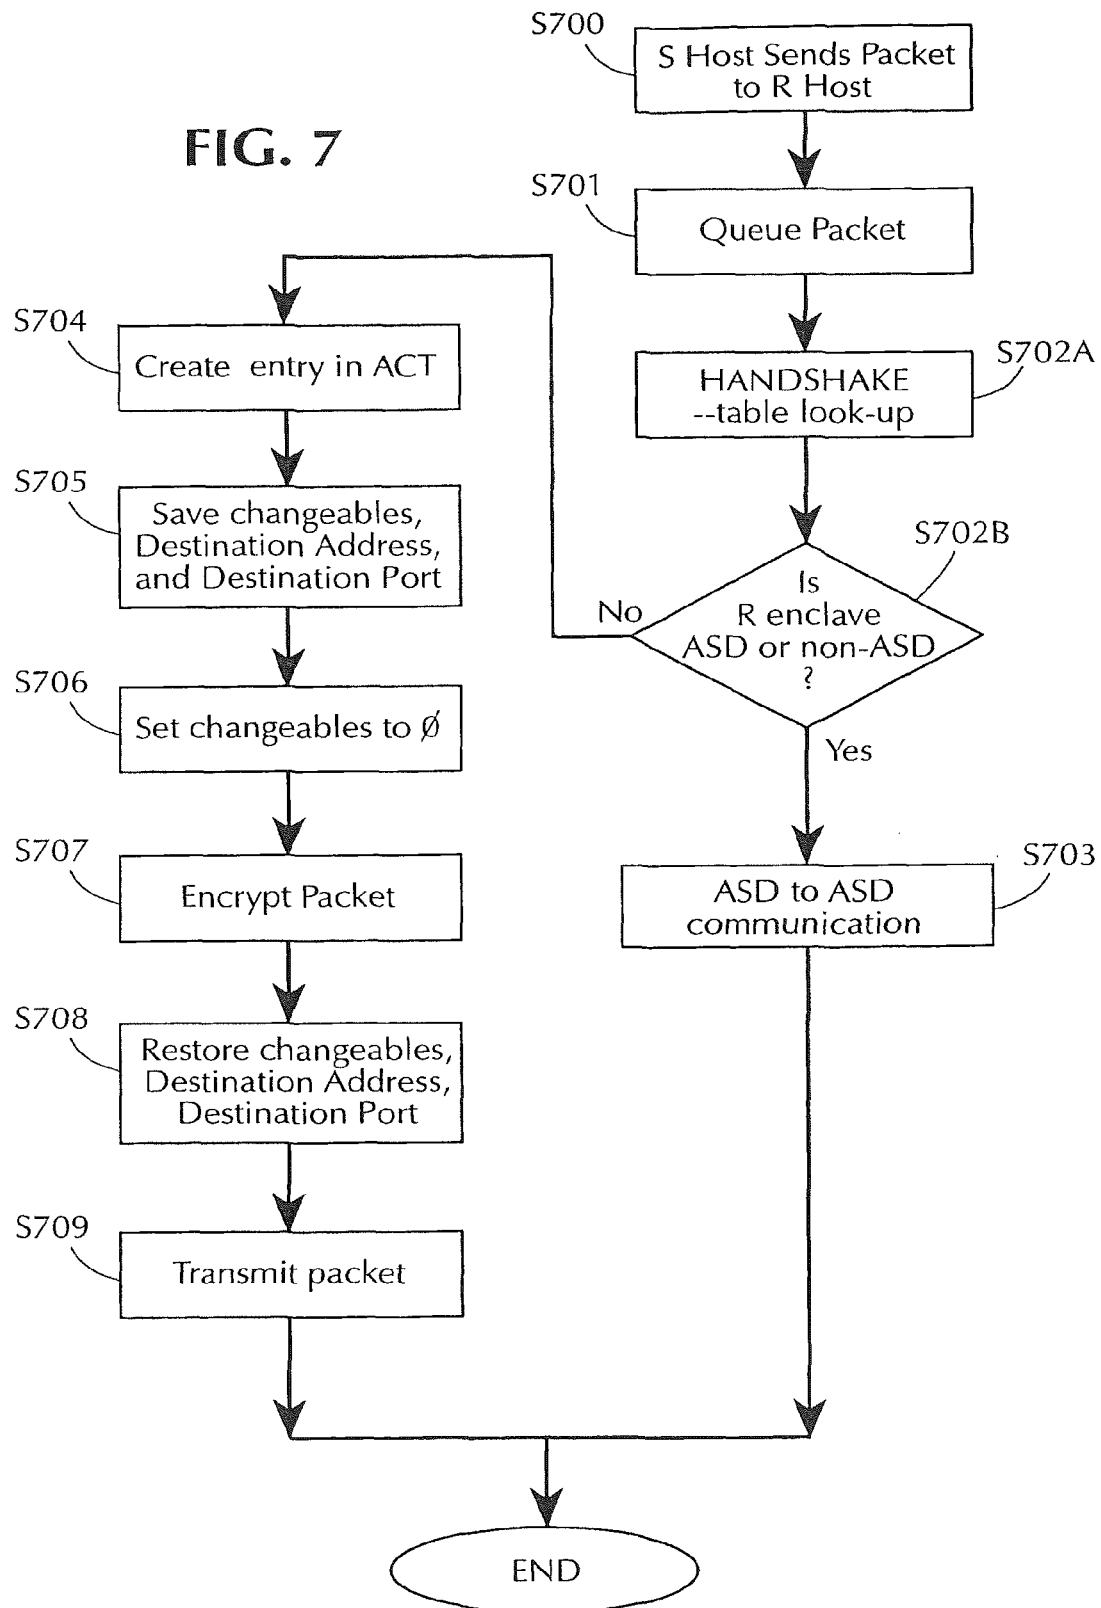 FIG. 7
S700
S Host Sends Packet
to R Host
S701
Queue Packet
S702A
HANDSHAKE
--table look-up
S702B
Is
R enclave
ASD or non-ASD
?
No
Yes
S703
ASD to ASD
communication
S704
Create entry in ACT
S705
Save changeables,
Destination Address,
and Destination Port
S706
Set changeables to Ø
S707
Encrypt Packet
S708
Restore changeables,
Destination Address,
Destination Port
S709
Transmit packet
END